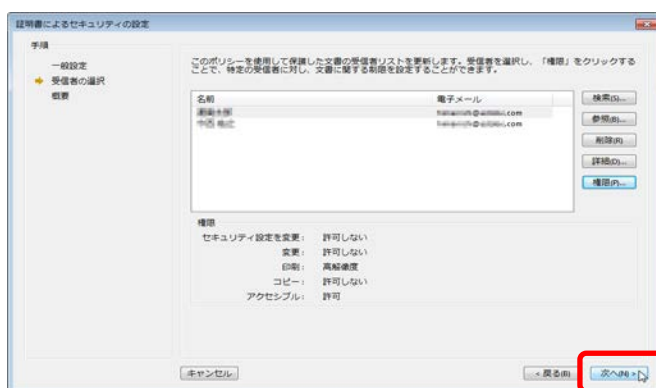 証明書によるセキュリティの設定
手順
一般設定
受信者の選択
概要
このポリシーを使用して保護した文書の受信者リストを更新します。受信者を選択し、「権限」をクリックする
ことで、特定の受信者に対し、文書に関する制限を設定することができます。
名前 電子メール
.com
.com
検索(S)...
参照(B)...
削除(R)
詳細(D)...
権限(P)...
権限
セキュリティ設定を変更: 許可しない
変更: 許可しない
印刷: 高解像度
コピー: 許可しない
アクセシブル: 許可
キャンセル
< 戻る(B)
次へ(N) >